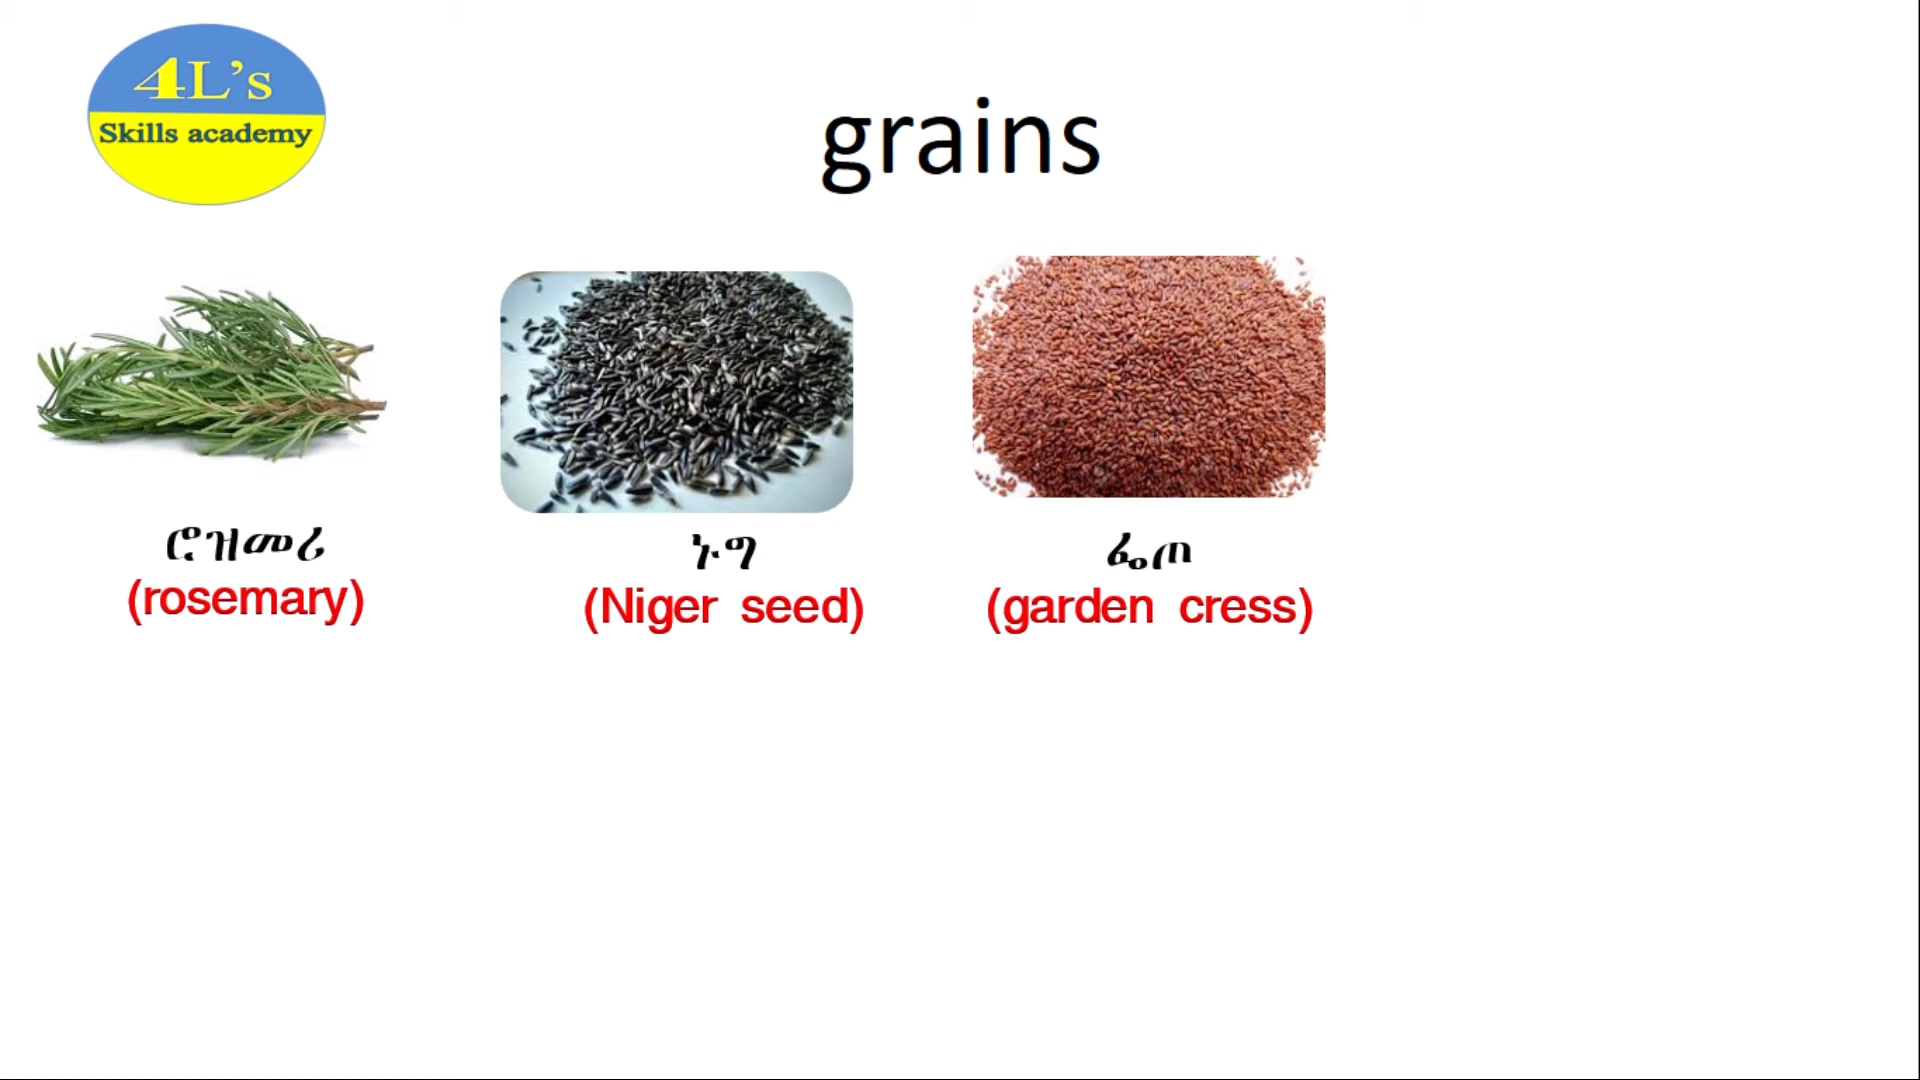 4L's
Skills academy
grains
ሮዝመሪ
(rosemary)
ኑግ
(Niger seed)
ፌጦ
(garden cress)